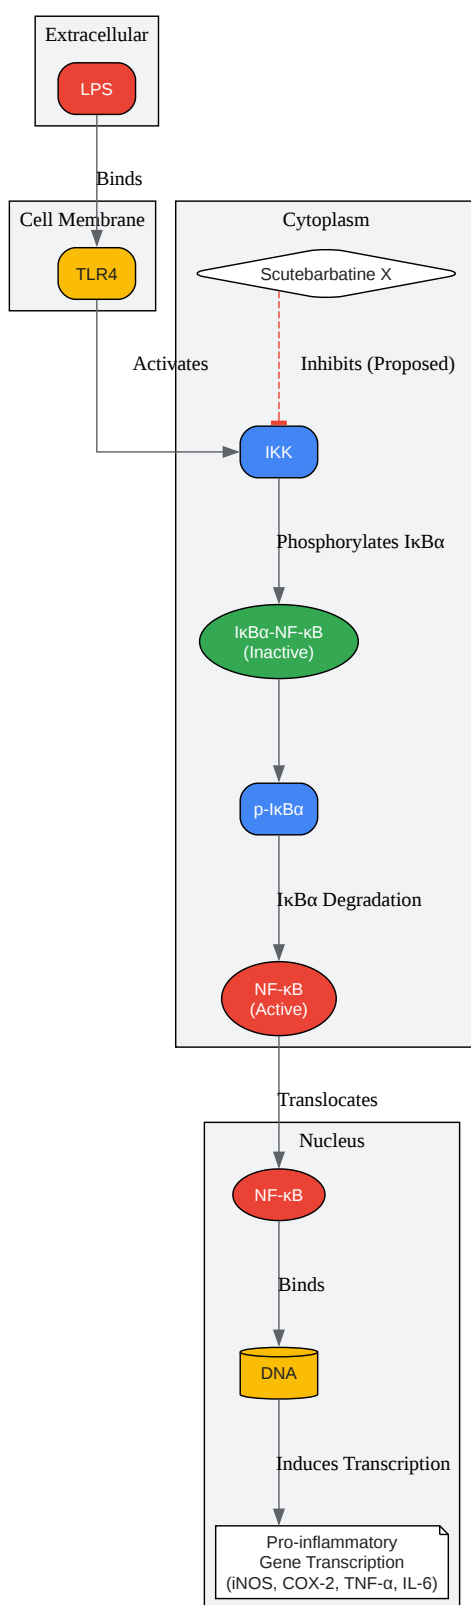 Extracellular
LPS
Binds
Cell Membrane
TLR4
Cytoplasm
Scutebarbatine X
Activates
Inhibits (Proposed)
IKK
Phosphorylates IκBα
IκBα-NF-κB
(Inactive)
p-IκBα
IκBα Degradation
NF-κB
(Active)
Translocates
Nucleus
NF-κB
Binds
DNA
Induces Transcription
Pro-inflammatory
Gene Transcription
(iNOS, COX-2, TNF-α, IL-6)